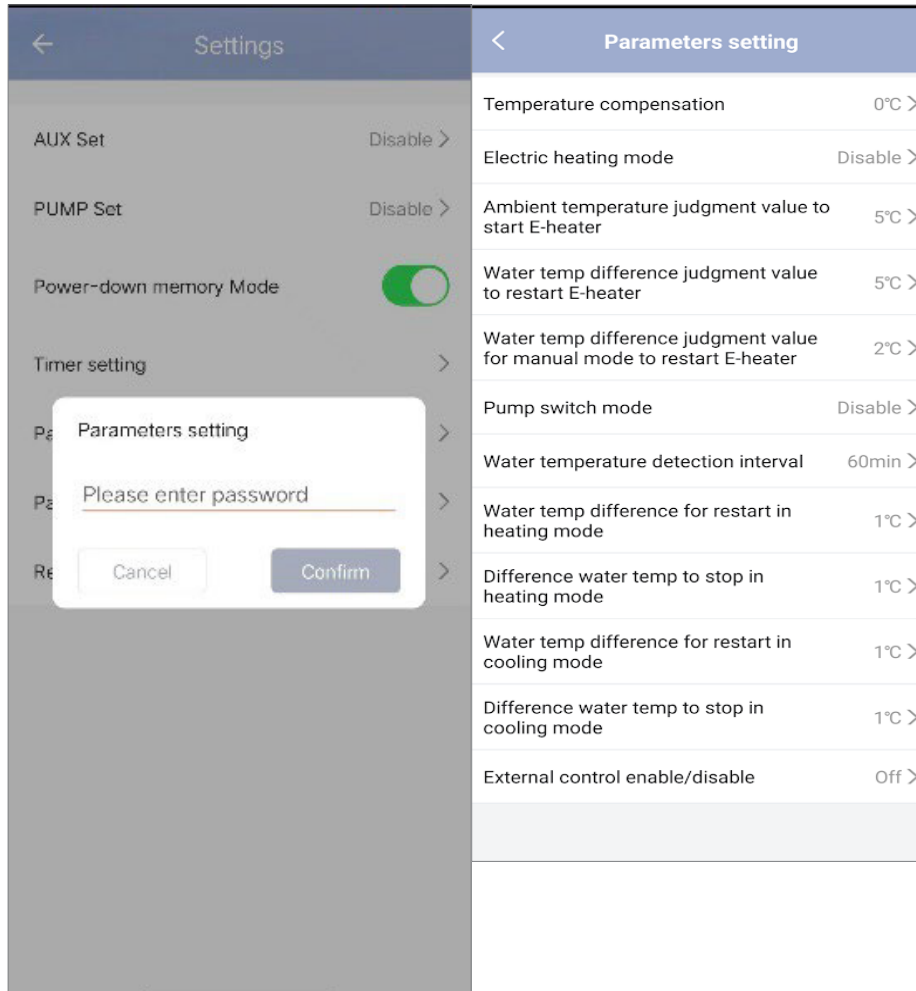 Settings
AUX Set
Disable
PUMP Set
Disable
Power-down memory Mode
Timer setting
Pa
Parameters setting
Pa
Please enter password
Re
Cancel
Confirm
Parameters setting
Temperature compensation
0°C
Electric heating mode
Disable
Ambient temperature judgment value to
start E-heater
5°C
Water temp difference judgment value
to restart E-heater
5°C
Water temp difference judgment value
for manual mode to restart E-heater
2°C
Pump switch mode
Disable
Water temperature detection interval
60min
Water temp difference for restart in
heating mode
1°C
Difference water temp to stop in
heating mode
1°C
Water temp difference for restart in
cooling mode
1°C
Difference water temp to stop in
cooling mode
1°C
External control enable/disable
Off